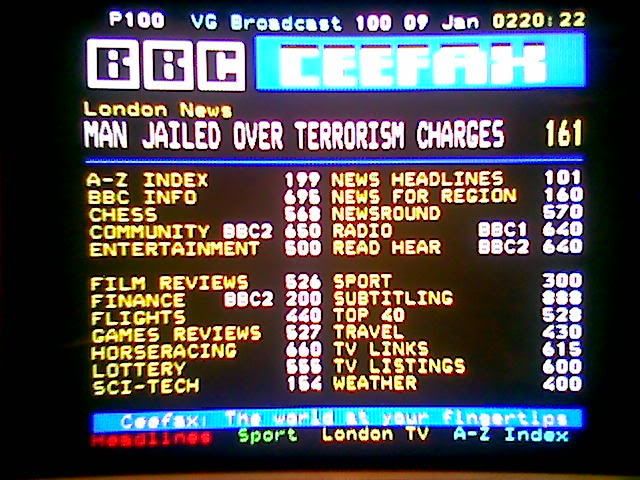 P100 VG Broadcast 100 09 Jan 0220:22
BBC CEEFAX
London News
MAN JAILED OVER TERRORISM CHARGES 161
A-Z INDEX 199 NEWS HEADLINES 101
BBC INFO 695 NEWS FOR REGION 160
CHESS 568 NEWSROUND 570
COMMUNITY BBC2 650 RADIO BBC1 640
ENTERTAINMENT 500 READ HEAR BBC2 640
FILM REVIEWS 526 SPORT 300
FINANCE BBC2 200 SUBTITLING 888
FLIGHTS 440 TOP 40 528
GAMES REVIEWS 527 TRAVEL 430
HORSERACING 660 TV LINKS 615
LOTTERY 555 TV LISTINGS 600
SCI-TECH 154 WEATHER 400
Ceefax: The world at your fingertips
Headlines Sport London TV A-Z Index